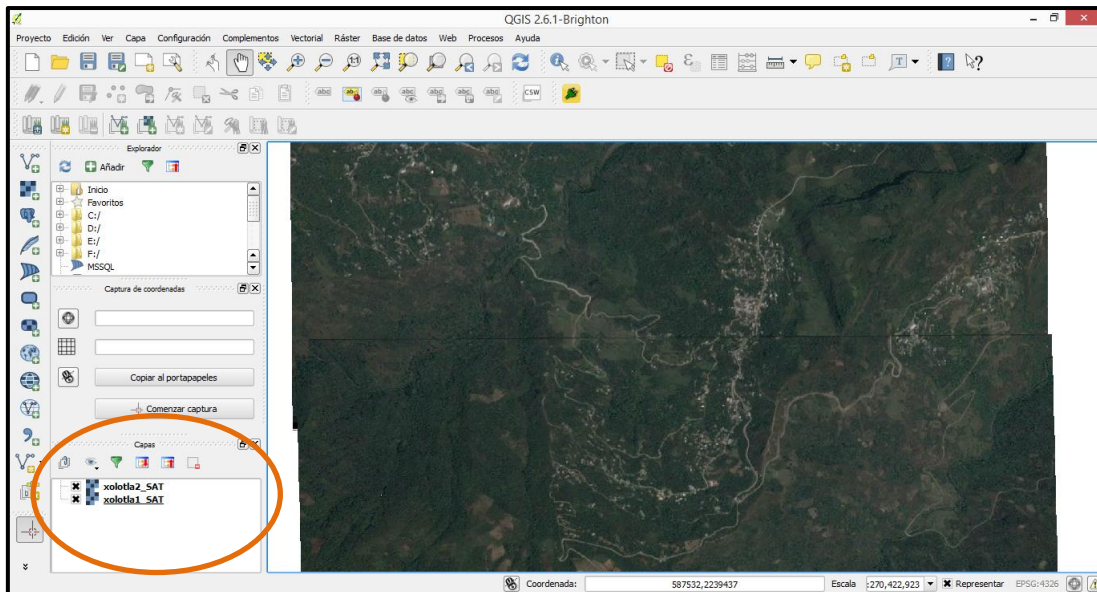 QGIS 2.6.1-Brighton
Proyecto Edición Ver Capa Configuración Complementos Vectorial Ráster Base de datos Web Procesos Ayuda
CSW
Explorador
Añadir
Inicio
Favoritos
C:/
D:/
E:/
F:/
MSSQL
Captura de coordenadas
Copiar al portapapeles
Comenzar captura
Capas
xolotla2_SAT
xolotla1_SAT
Coordenada: 587532,2239437 Escala :270,422,923 Representar EPSG:4326